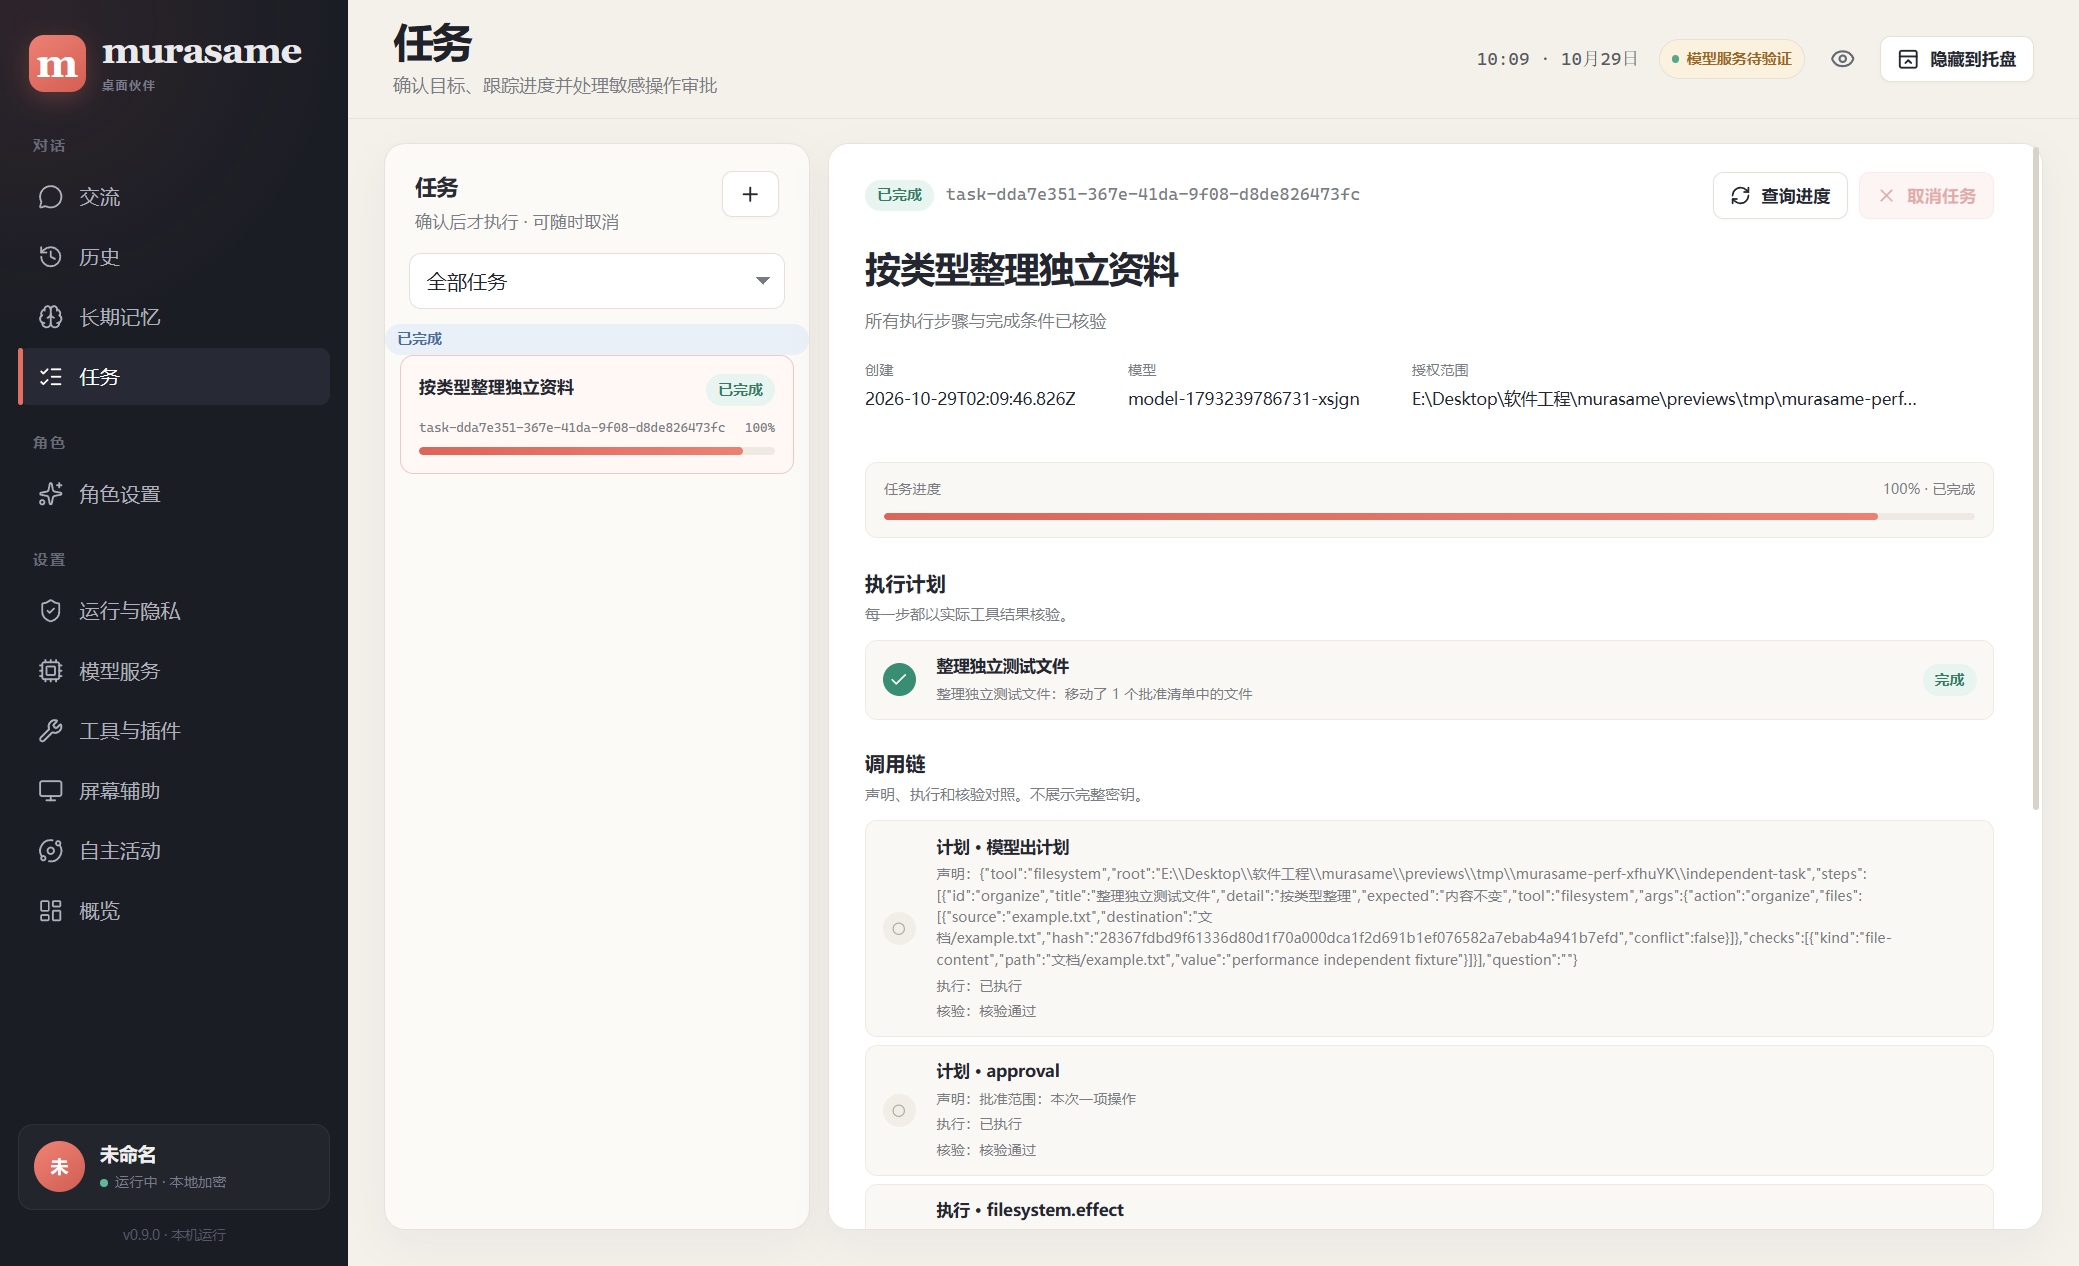 m
murasame
桌面伙伴
对话
交流
历史
长期记忆
任务
角色
角色设置
设置
运行与隐私
模型服务
工具与插件
屏幕辅助
自主活动
概览
未
未命名
运行中 · 本地加密
v0.9.0 · 本机运行
任务
确认目标、跟踪进度并处理敏感操作审批
10:09 · 10月29日
模型服务待验证
隐藏到托盘
任务
确认后才执行 · 可随时取消
全部任务
已完成
按类型整理独立资料
已完成
task-dda7e351-367e-41da-9f08-d8de826473fc
100%
已完成
task-dda7e351-367e-41da-9f08-d8de826473fc
查询进度
取消任务
按类型整理独立资料
所有执行步骤与完成条件已核验
创建
2026-10-29T02:09:46.826Z
模型
model-1793239786731-xsjgn
授权范围
E:\Desktop\软件工程\murasame\previews\tmp\murasame-perf...
任务进度
100% · 已完成
执行计划
每一步都以实际工具结果核验。
整理独立测试文件
整理独立测试文件：移动了 1 个批准清单中的文件
完成
调用链
声明、执行和核验对照。不展示完整密钥。
计划 • 模型出计划
声明：{"tool":"filesystem","root":"E:\\Desktop\\软件工程\\murasame\\previews\\tmp\\murasame-perf-xfhuYK\\independent-task","steps":
[{"id":"organize","title":"整理独立测试文件","detail":"按类型整理","expected":"内容不变","tool":"filesystem","args":{"action":"organize","files":
[{"source":"example.txt","destination":"文
档/example.txt","hash":"28367fdbd9f61336d80d1f70a000dca1f2d691b1ef076582a7ebab4a941b7efd","conflict":false}]},"checks":[{"kind":"file-
content","path":"文档/example.txt","value":"performance independent fixture"}]}],"question":""}
执行：已执行
核验：核验通过
计划 • approval
声明：批准范围：本次一项操作
执行：已执行
核验：核验通过
执行 • filesystem.effect